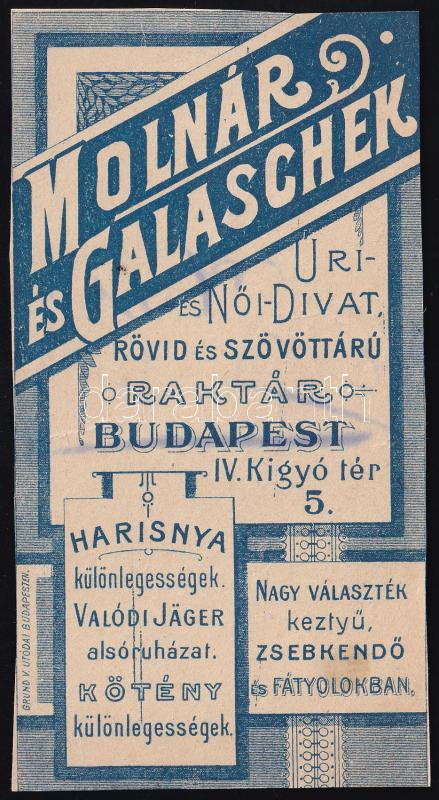 MOLNÁR
ÉS GALASCHEK
ÚRI-
ÉS NŐI-DIVAT,
RÖVID ÉS SZÖVÖTTÁRÚ
RAKTÁR
BUDAPEST
IV. Kigyó tér
5.
HARISNYA
különlegességek.
VALÓDI JÄGER
alsóruházat.
KÖTÉNY
különlegességek.
NAGY VÁLASZTÉK
keztyű,
ZSEBKENDŐ
ÉS FÁTYOLOKBAN.
GRUND V. UTÓDAI BUDAPESTEN.
darabanth